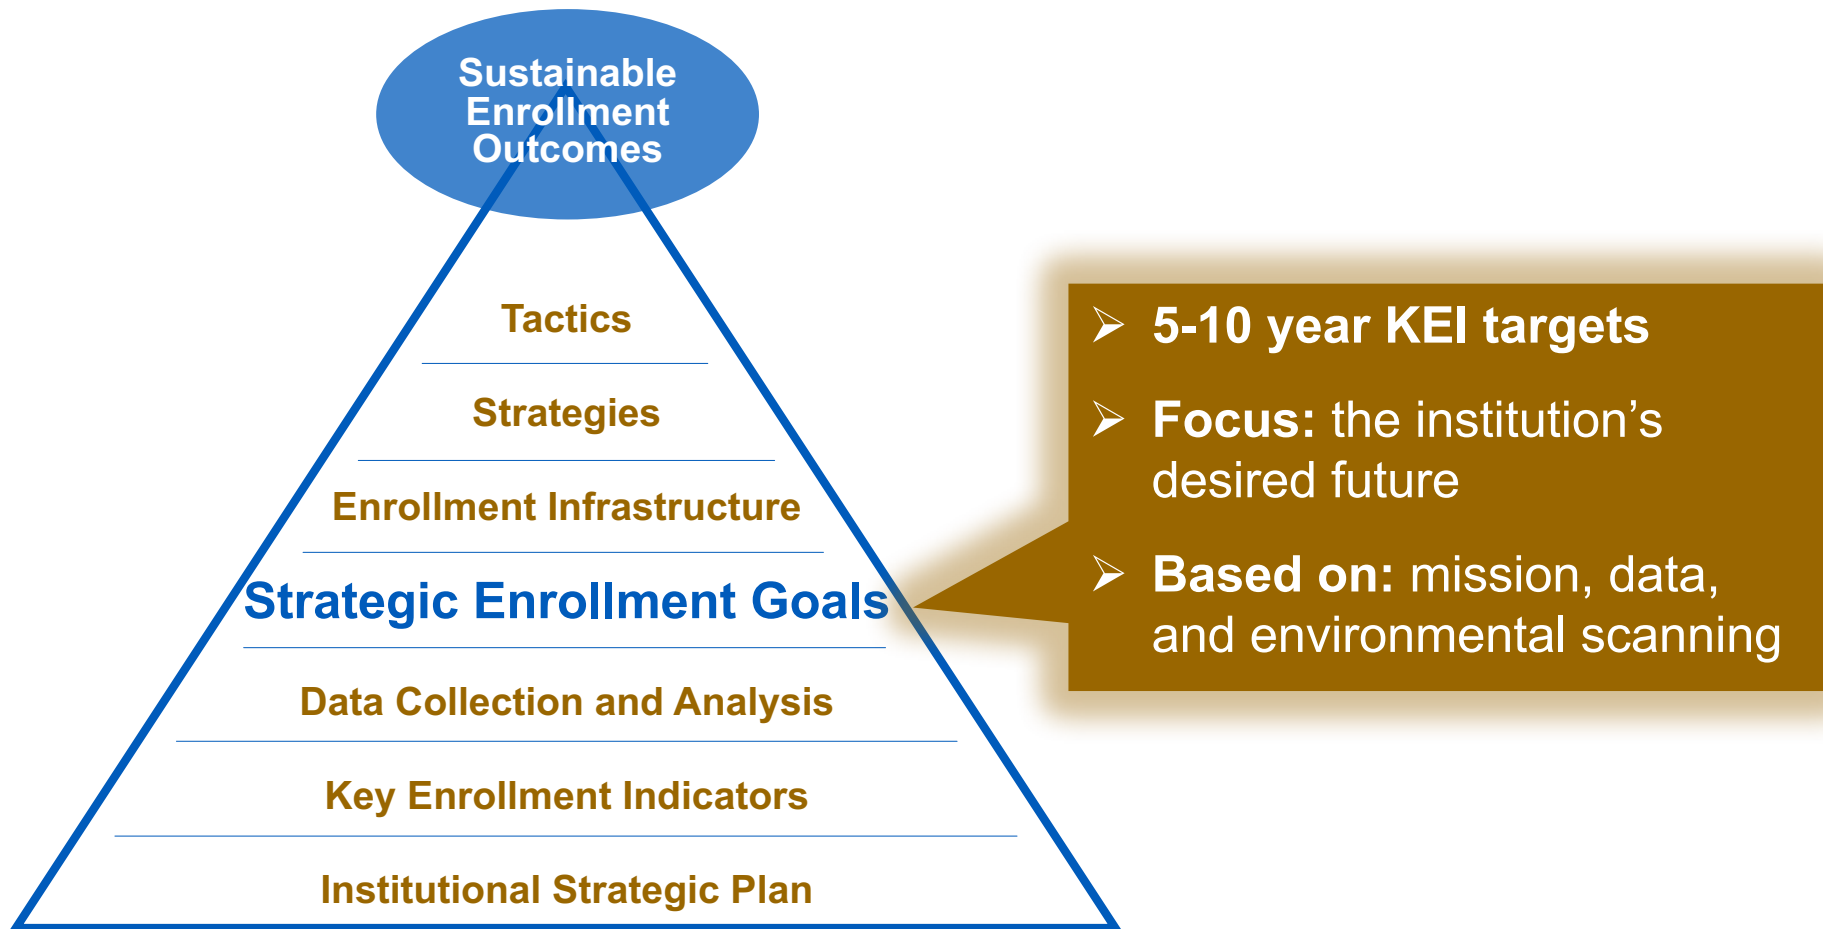 Sustainable
Enrollment
Outcomes
Tactics
Strategies
Enrollment Infrastructure
Strategic Enrollment Goals
Data Collection and Analysis
Key Enrollment Indicators
Institutional Strategic Plan
➢ 5-10 year KEI targets
➢ Focus: the institution’s
desired future
➢ Based on: mission, data,
and environmental scanning